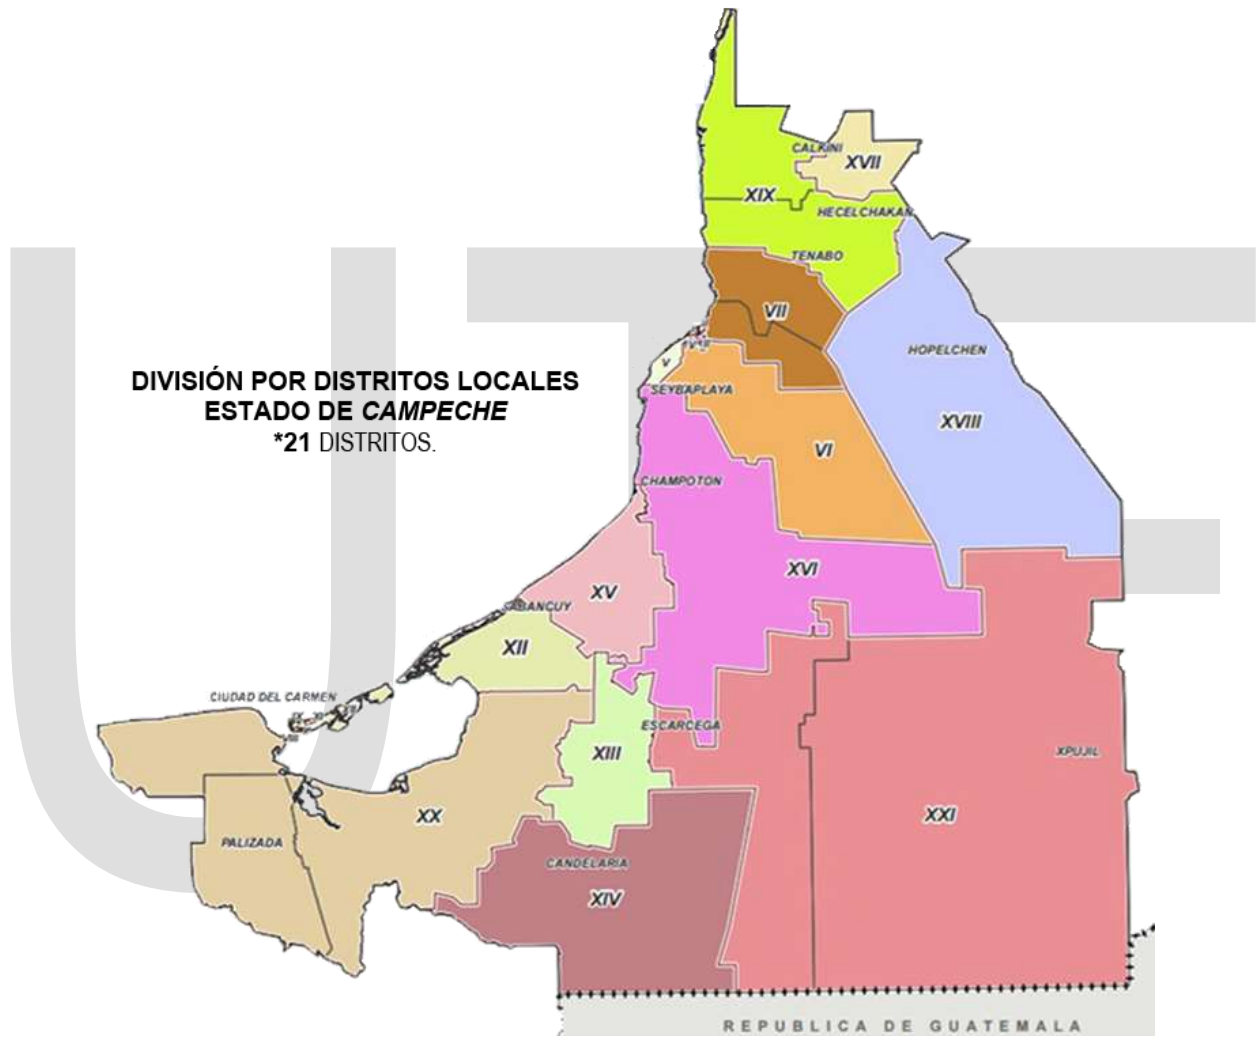 CALKINI
XVII
XIX
HECELCHAKAN
TENABO
VII
HOPELCHEN
V
SEYBAPLAYA
DIVISIÓN POR DISTRITOS LOCALES
ESTADO DE CAMPECHE
*21 DISTRITOS.
XVIII
VI
CHAMPOTON
XVI
XV
SABANCUY
XII
CIUDAD DEL CARMEN
VIII
ESCARCEGA
XIII
XPUJIL
XX
XXI
PALIZADA
CANDELARIA
XIV
REPUBLICA DE GUATEMALA